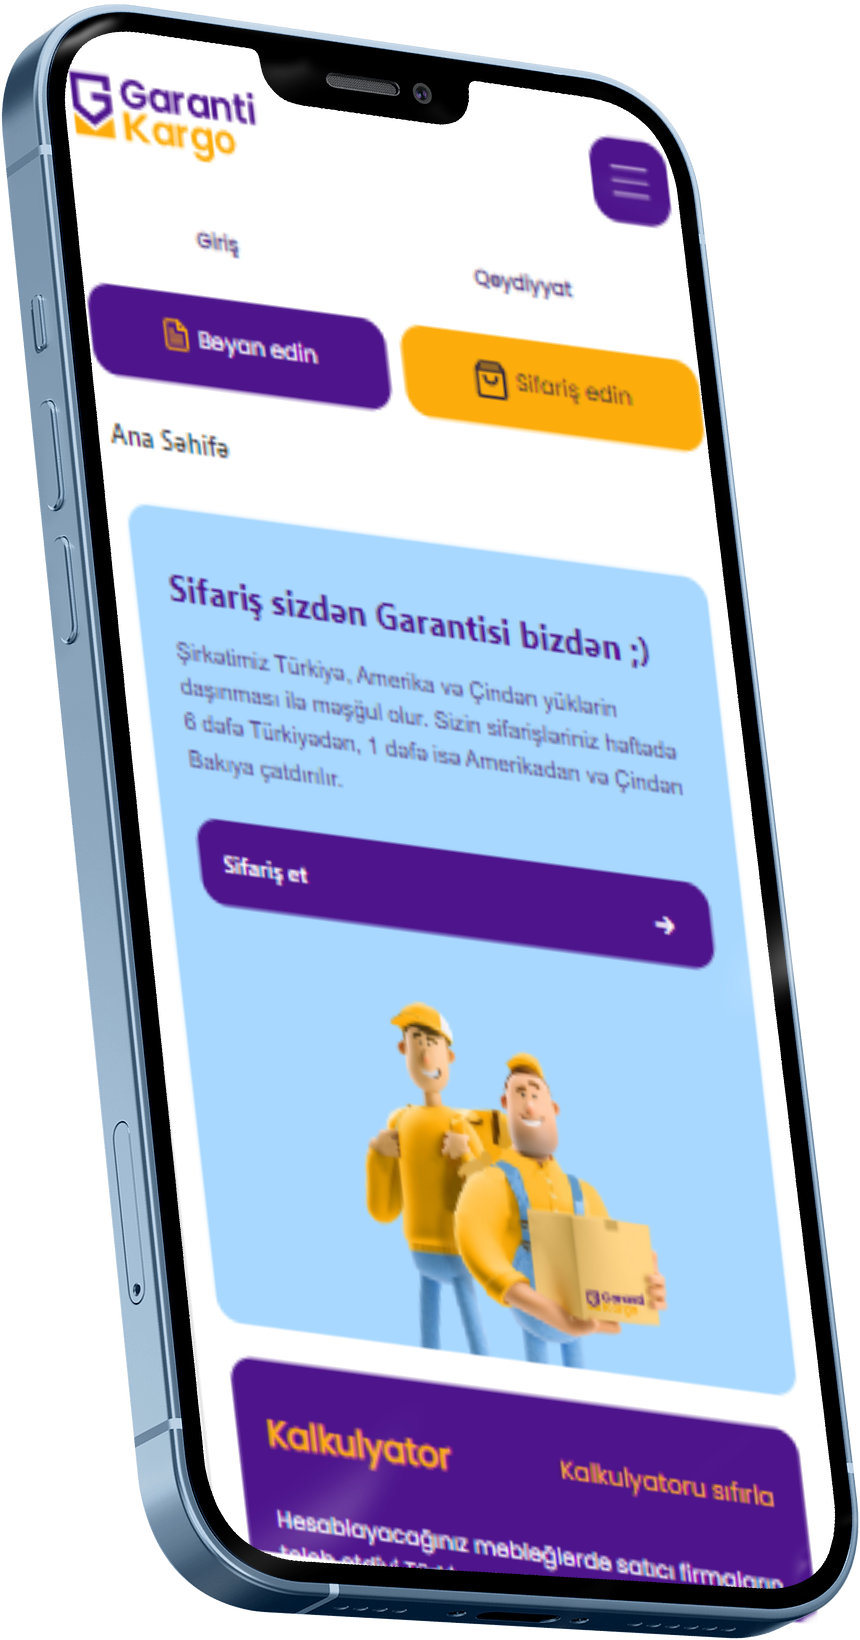 Garanti
Kargo
Giriş
Qeydiyyat
Bəyan edin
Sifariş edin
Ana Səhifə
Sifariş sizdən Garantisi bizdən ;)
Şirkətimiz Türkiyə, Amerika və Çindən yüklərin
daşınması ilə məşğul olur. Sizin sifarişləriniz həftədə
6 dəfə Türkiyədən, 1 dəfə isə Amerikadan və Çindən
Bakıya çatdırılır.
Sifariş et
Garanti
Kargo
Kalkulyator
Kalkulyatoru sıfırla
Hesablayacağınız məbləğlərdə satıcı firmaların